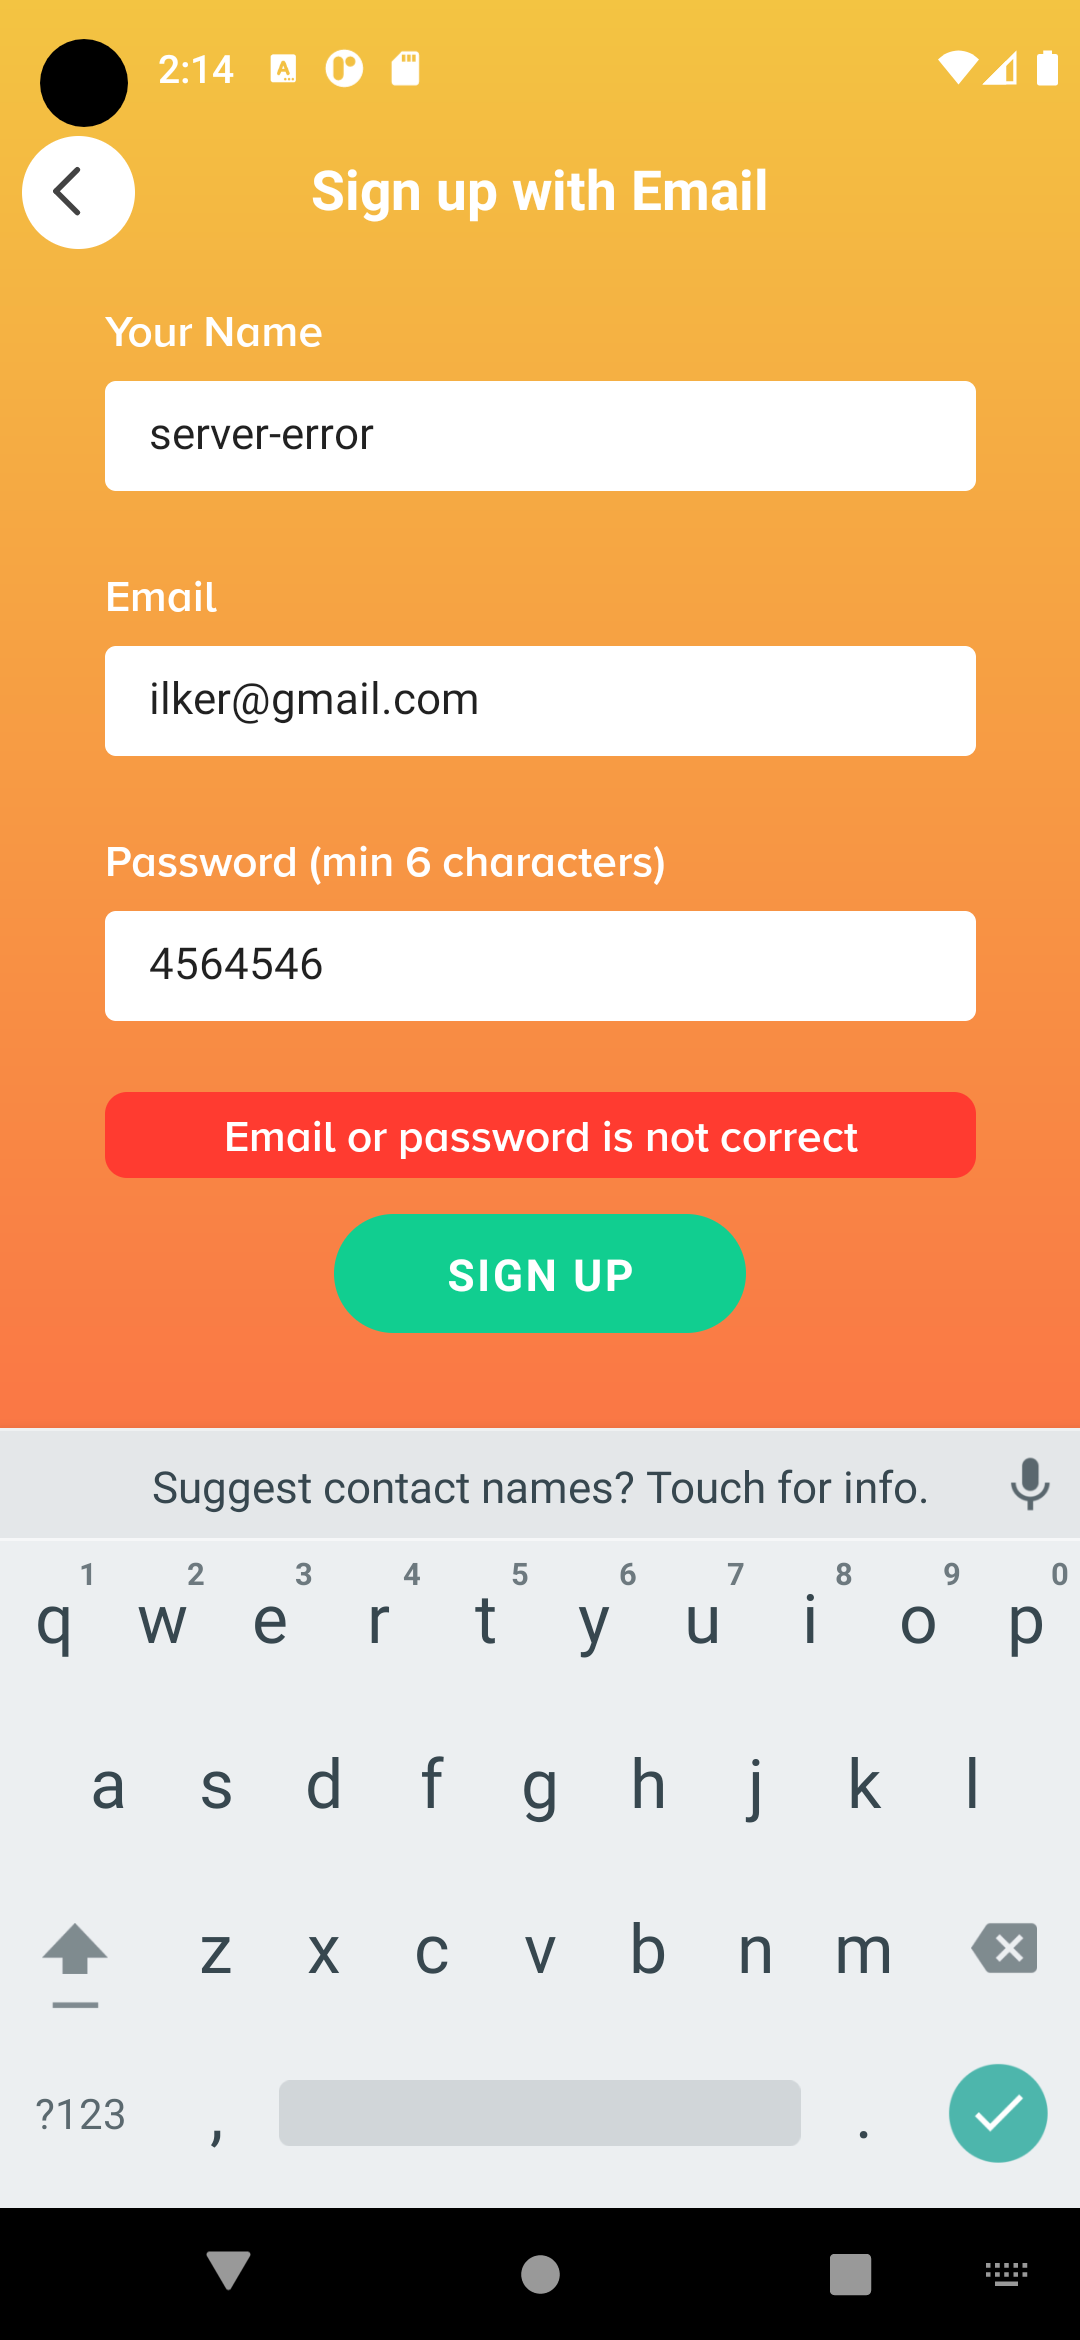 2:14
Sign up with Email
Your Name
server-error
Email
ilker@gmail.com
Password (min 6 characters)
4564546
Email or password is not correct
SIGN UP
Suggest contact names? Touch for info.
1 2 3 4 5 6 7 8 9 0
q w e r t y u i o p
a s d f g h j k l
z x c v b n m
?123 , .